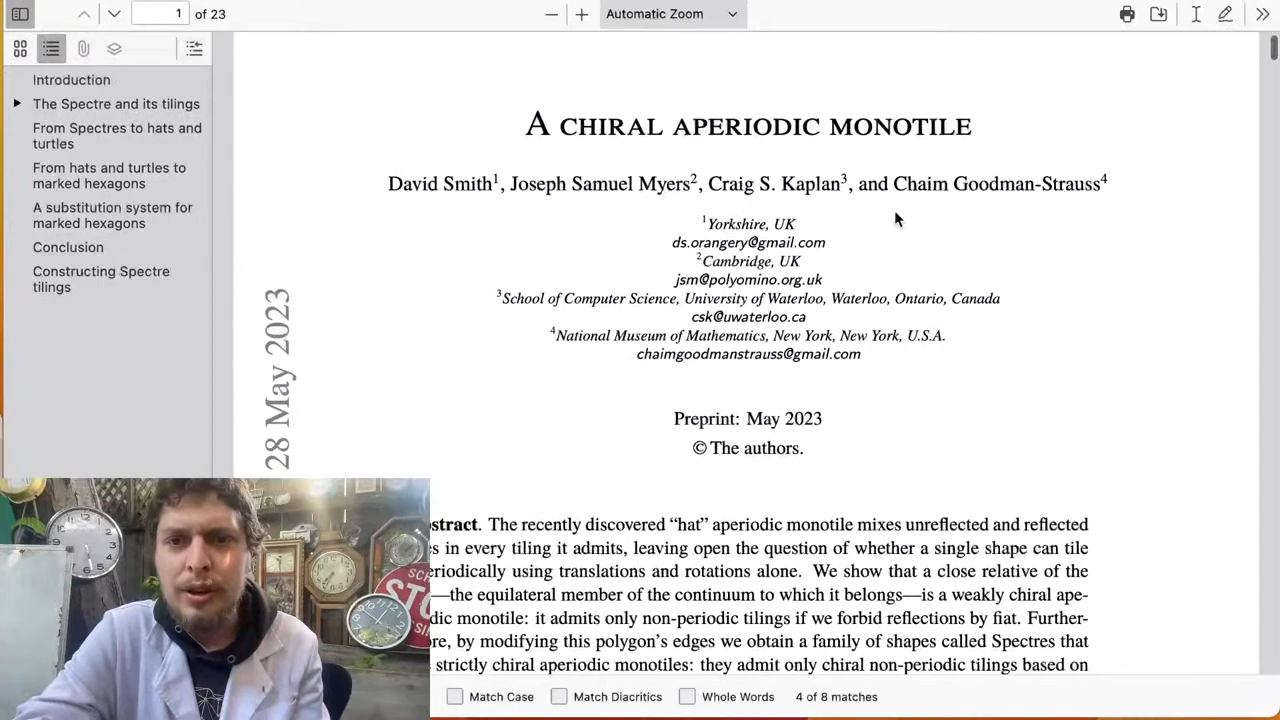 1 of 23 Automatic Zoom
Introduction
The Spectre and its tilings
From Spectres to hats and
turtles
From hats and turtles to
marked hexagons
A substitution system for
marked hexagons
Conclusion
Constructing Spectre
tilings
A CHIRAL APERIODIC MONOTILE
David Smith1, Joseph Samuel Myers2, Craig S. Kaplan3, and Chaim Goodman-Strauss4
1Yorkshire, UK
ds.orangery@gmail.com
2Cambridge, UK
jsm@polyomino.org.uk
3School of Computer Science, University of Waterloo, Waterloo, Ontario, Canada
csk@uwaterloo.ca
4National Museum of Mathematics, New York, New York, U.S.A.
chaimgoodmanstrauss@gmail.com
28 May 2023
Preprint: May 2023
© The authors.
stract. The recently discovered “hat” aperiodic monotile mixes unreflected and reflected
es in every tiling it admits, leaving open the question of whether a single shape can tile
eriodically using translations and rotations alone. We show that a close relative of the
—the equilateral member of the continuum to which it belongs—is a weakly chiral ape-
dic monotile: it admits only non-periodic tilings if we forbid reflections by fiat. Further-
ore, by modifying this polygon’s edges we obtain a family of shapes called Spectres that
strictly chiral aperiodic monotiles: they admit only chiral non-periodic tilings based on
Match Case Match Diacritics Whole Words 4 of 8 matches
STO